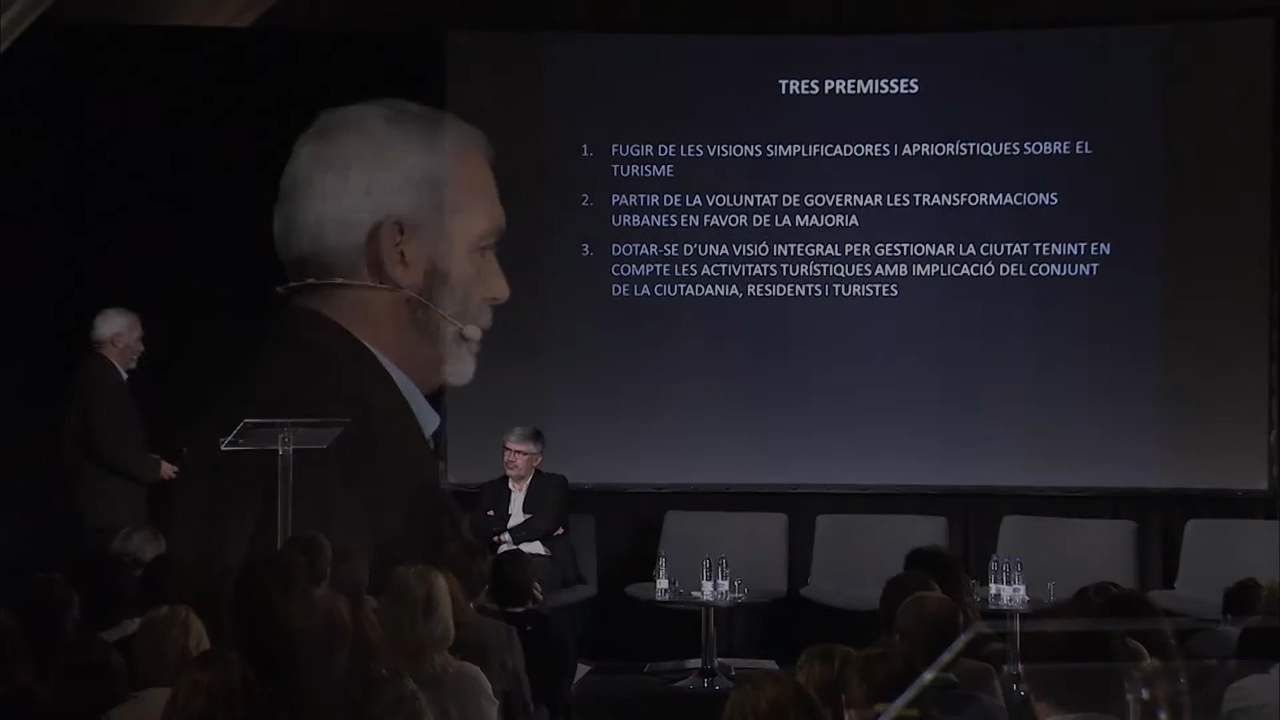 TRES PREMISSES
1. FUGIR DE LES VISIONS SIMPLIFICADORES I APRIORÍSTIQUES SOBRE EL
TURISME
2. PARTIR DE LA VOLUNTAT DE GOVERNAR LES TRANSFORMACIONS
URBANES EN FAVOR DE LA MAJORIA
3. DOTAR-SE D'UNA VISIÓ INTEGRAL PER GESTIONAR LA CIUTAT TENINT EN
COMPTE LES ACTIVITATS TURÍSTIQUES AMB IMPLICACIÓ DEL CONJUNT
DE LA CIUTADANIA, RESIDENTS I TURISTES